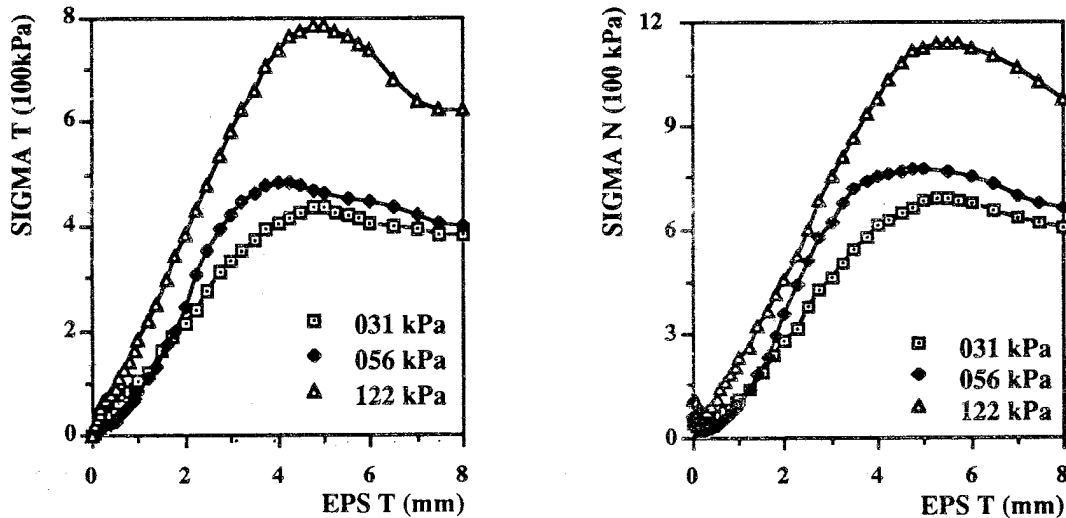 SIGMA T (100kPa)
8
6
4
2
0
0 2 4 6 8
EPS T (mm)
031 kPa
056 kPa
122 kPa
SIGMA N (100 kPa)
12
9
6
3
0
0 2 4 6 8
EPS T (mm)
031 kPa
056 kPa
122 kPa